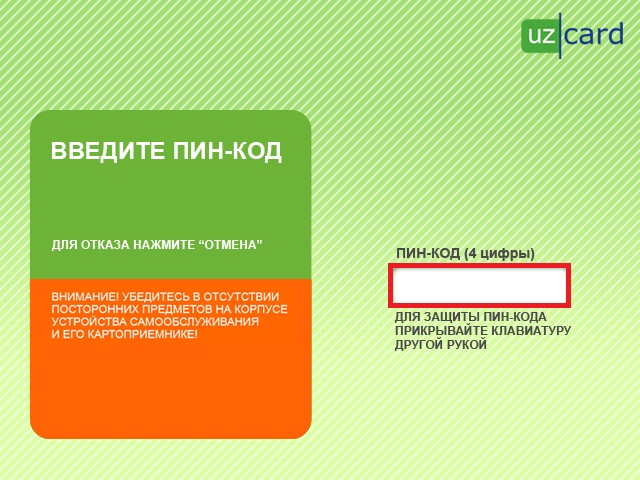 uz card
ВВЕДИТЕ ПИН-КОД
ДЛЯ ОТКАЗА НАЖМИТЕ “ОТМЕНА”
ВНИМАНИЕ! УБЕДИТЕСЬ В ОТСУТСТВИИ
ПОСТОРОННИХ ПРЕДМЕТОВ НА КОРПУСЕ
УСТРОЙСТВА САМООБСЛУЖИВАНИЯ
И ЕГО КАРТОПРИЕМНИКЕ!
ПИН-КОД (4 цифры)
ДЛЯ ЗАЩИТЫ ПИН-КОДА
ПРИКРЫВАЙТЕ КЛАВИАТУРУ
ДРУГОЙ РУКОЙ